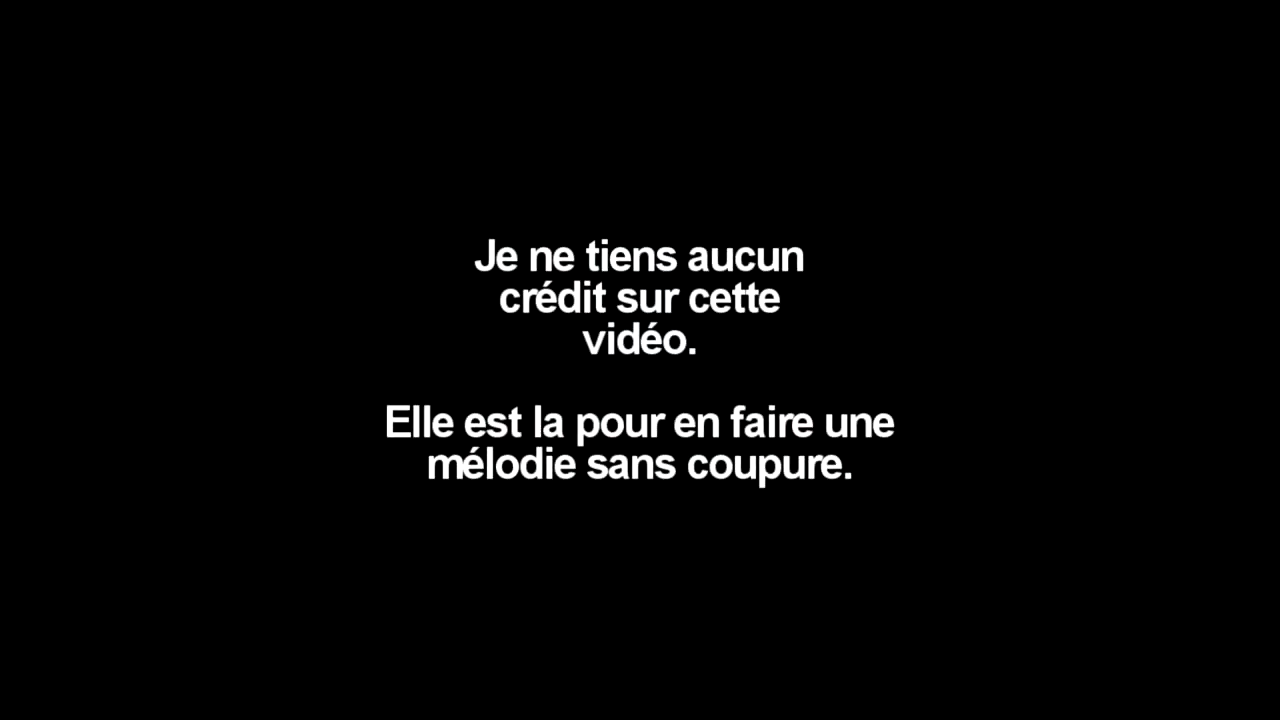 Je ne tiens aucun
crédit sur cette
vidéo.
Elle est la pour en faire une
mélodie sans coupure.